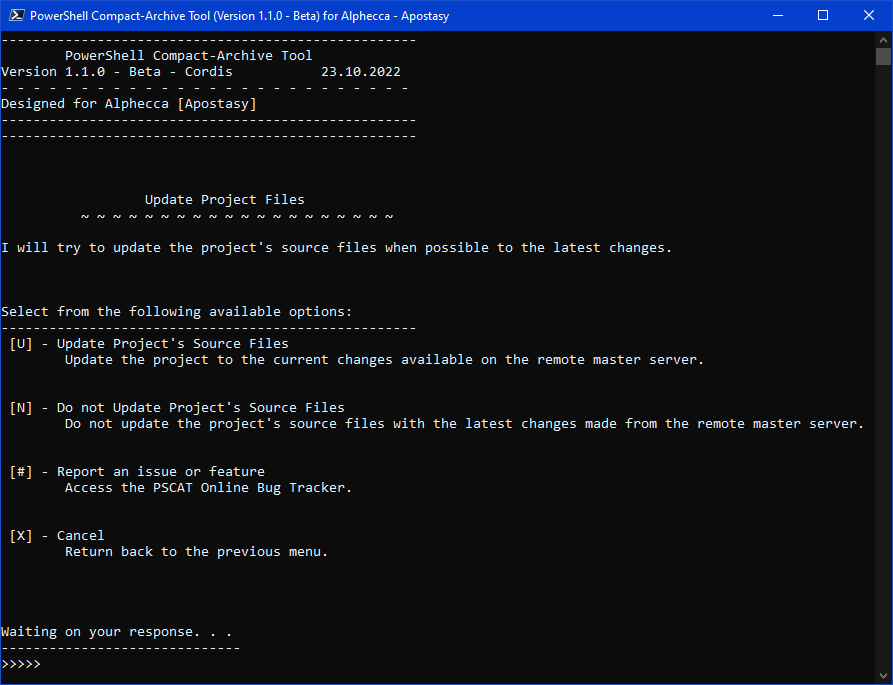 PowerShell Compact-Archive Tool (Version 1.1.0 - Beta) for Alphecca - Apostasy
----------------------------------------------------
PowerShell Compact-Archive Tool
Version 1.1.0 - Beta - Cordis 23.10.2022
- - - - - - - - - - - - - - - - - - - - - - - - - -
Designed for Alphecca [Apostasy]
----------------------------------------------------
----------------------------------------------------
Update Project Files
~ ~ ~ ~ ~ ~ ~ ~ ~ ~ ~ ~ ~ ~ ~ ~ ~ ~ ~ ~
I will try to update the project's source files when possible to the latest changes.
Select from the following available options:
----------------------------------------------------
[U] - Update Project's Source Files
Update the project to the current changes available on the remote master server.
[N] - Do not Update Project's Source Files
Do not update the project's source files with the latest changes made from the remote master server.
[#] - Report an issue or feature
Access the PSCAT Online Bug Tracker.
[X] - Cancel
Return back to the previous menu.
Waiting on your response. . .
------------------------------
>>>>>